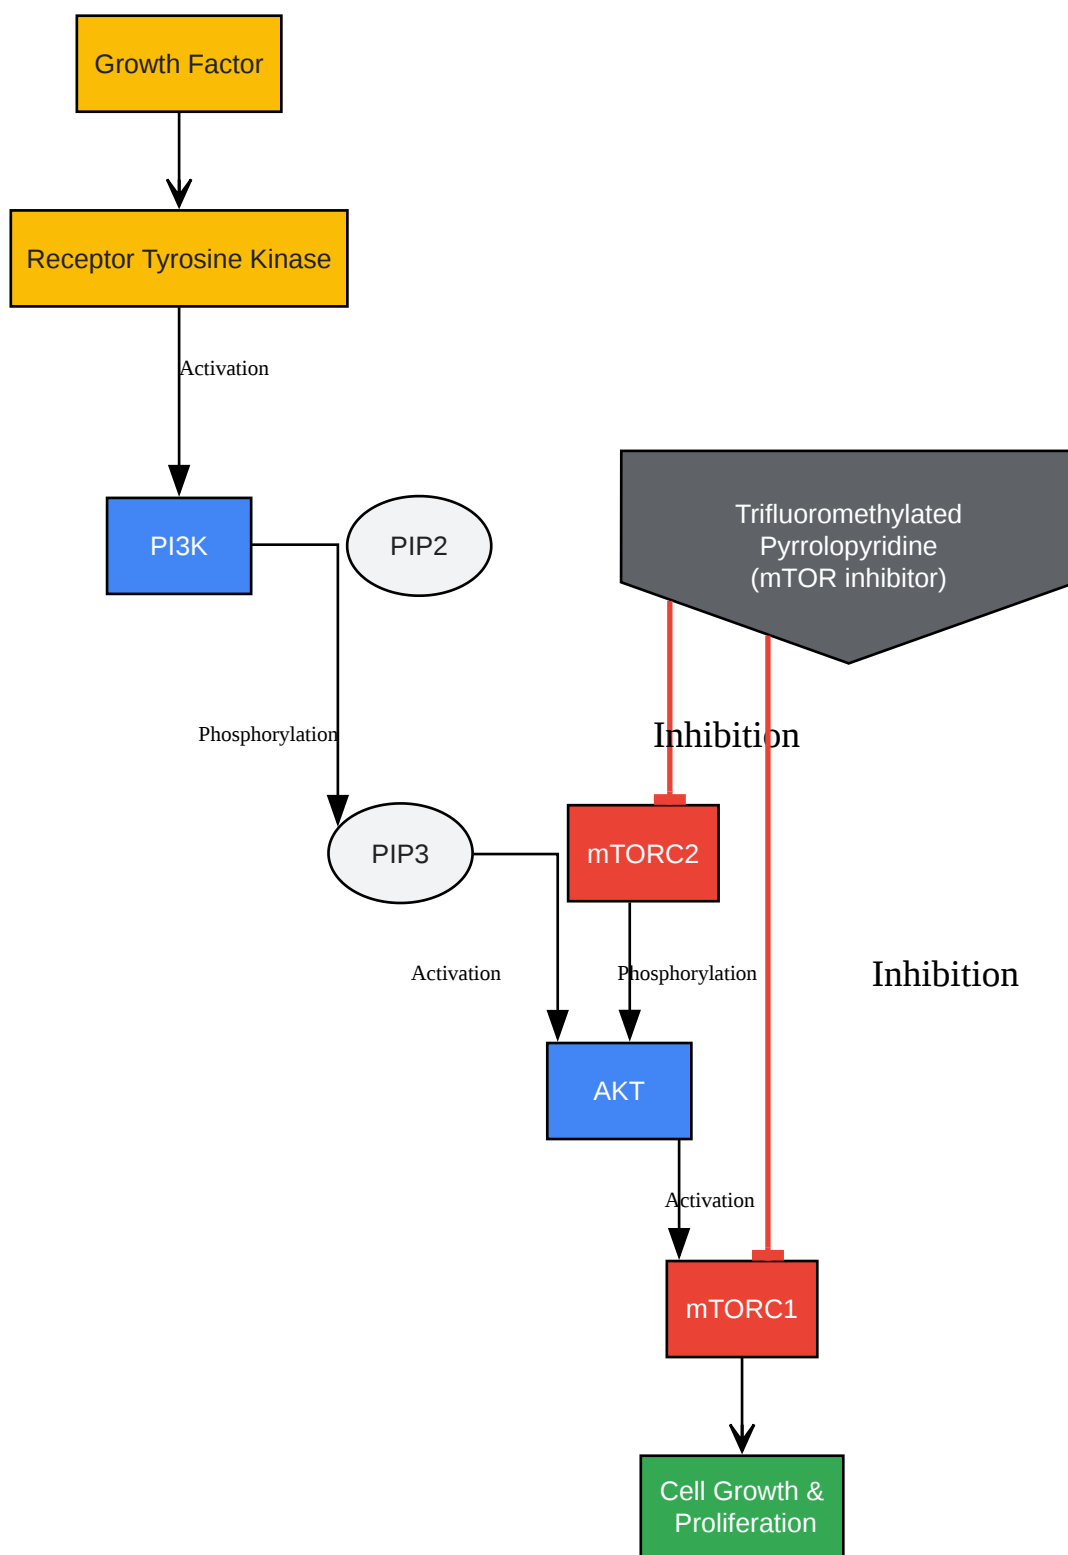 Growth Factor
Receptor Tyrosine Kinase
Activation
PI3K
PIP2
Trifluoromethylated
Pyrrolopyridine
(mTOR inhibitor)
Phosphorylation
Inhibition
PIP3
mTORC2
Activation
Phosphorylation
Inhibition
AKT
Activation
mTORC1
Cell Growth &
Proliferation